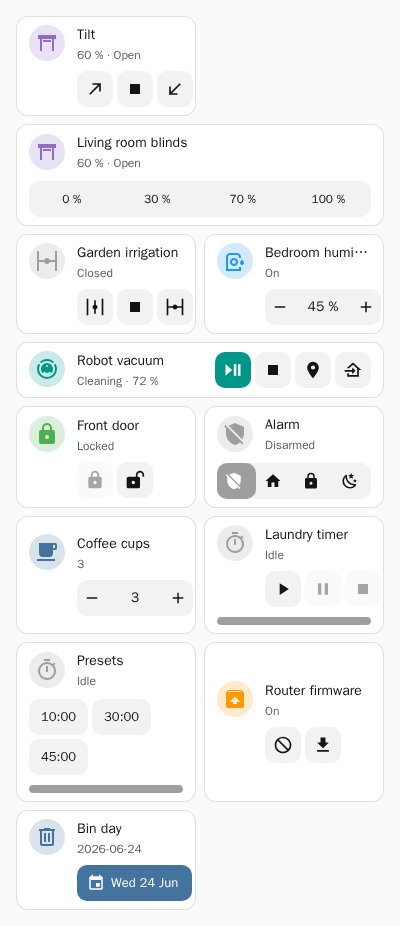 Tilt
60 % · Open
Living room blinds
60 % · Open
0 % 30 % 70 % 100 %
Garden irrigation
Closed
Bedroom humi···
On
45 %
Robot vacuum
Cleaning · 72 %
Front door
Locked
Alarm
Disarmed
Coffee cups
3
3
Laundry timer
Idle
Presets
Idle
10:00 30:00
45:00
Router firmware
On
Bin day
2026-06-24
Wed 24 Jun